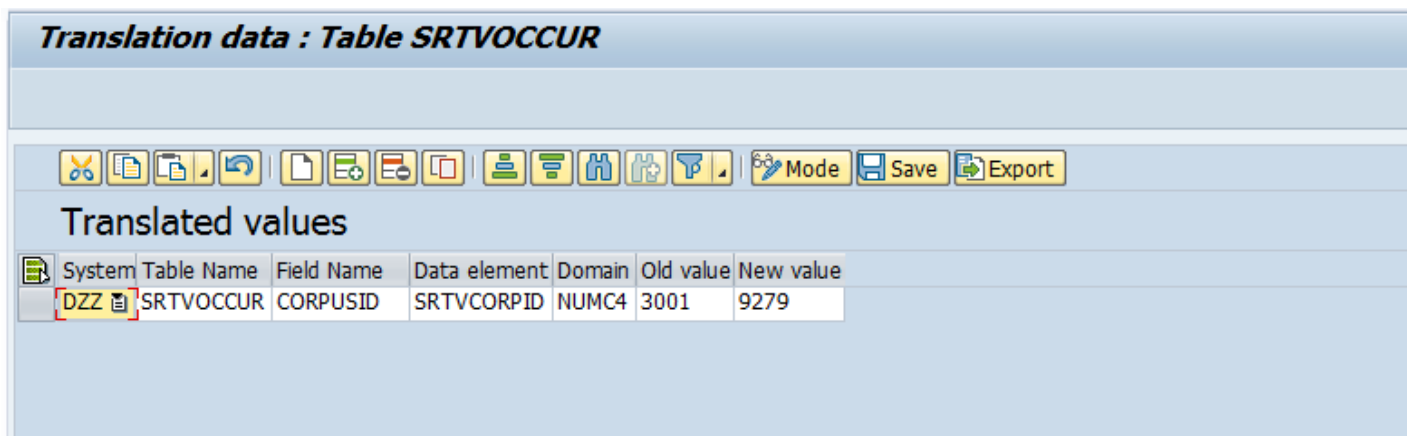 Translation data : Table SRTVOCCUR
Mode Save Export
Translated values
System Table Name Field Name Data element Domain Old value New value
DZZ SRTVOCCUR CORPUSID SRTVCORPID NUMC4 3001 9279